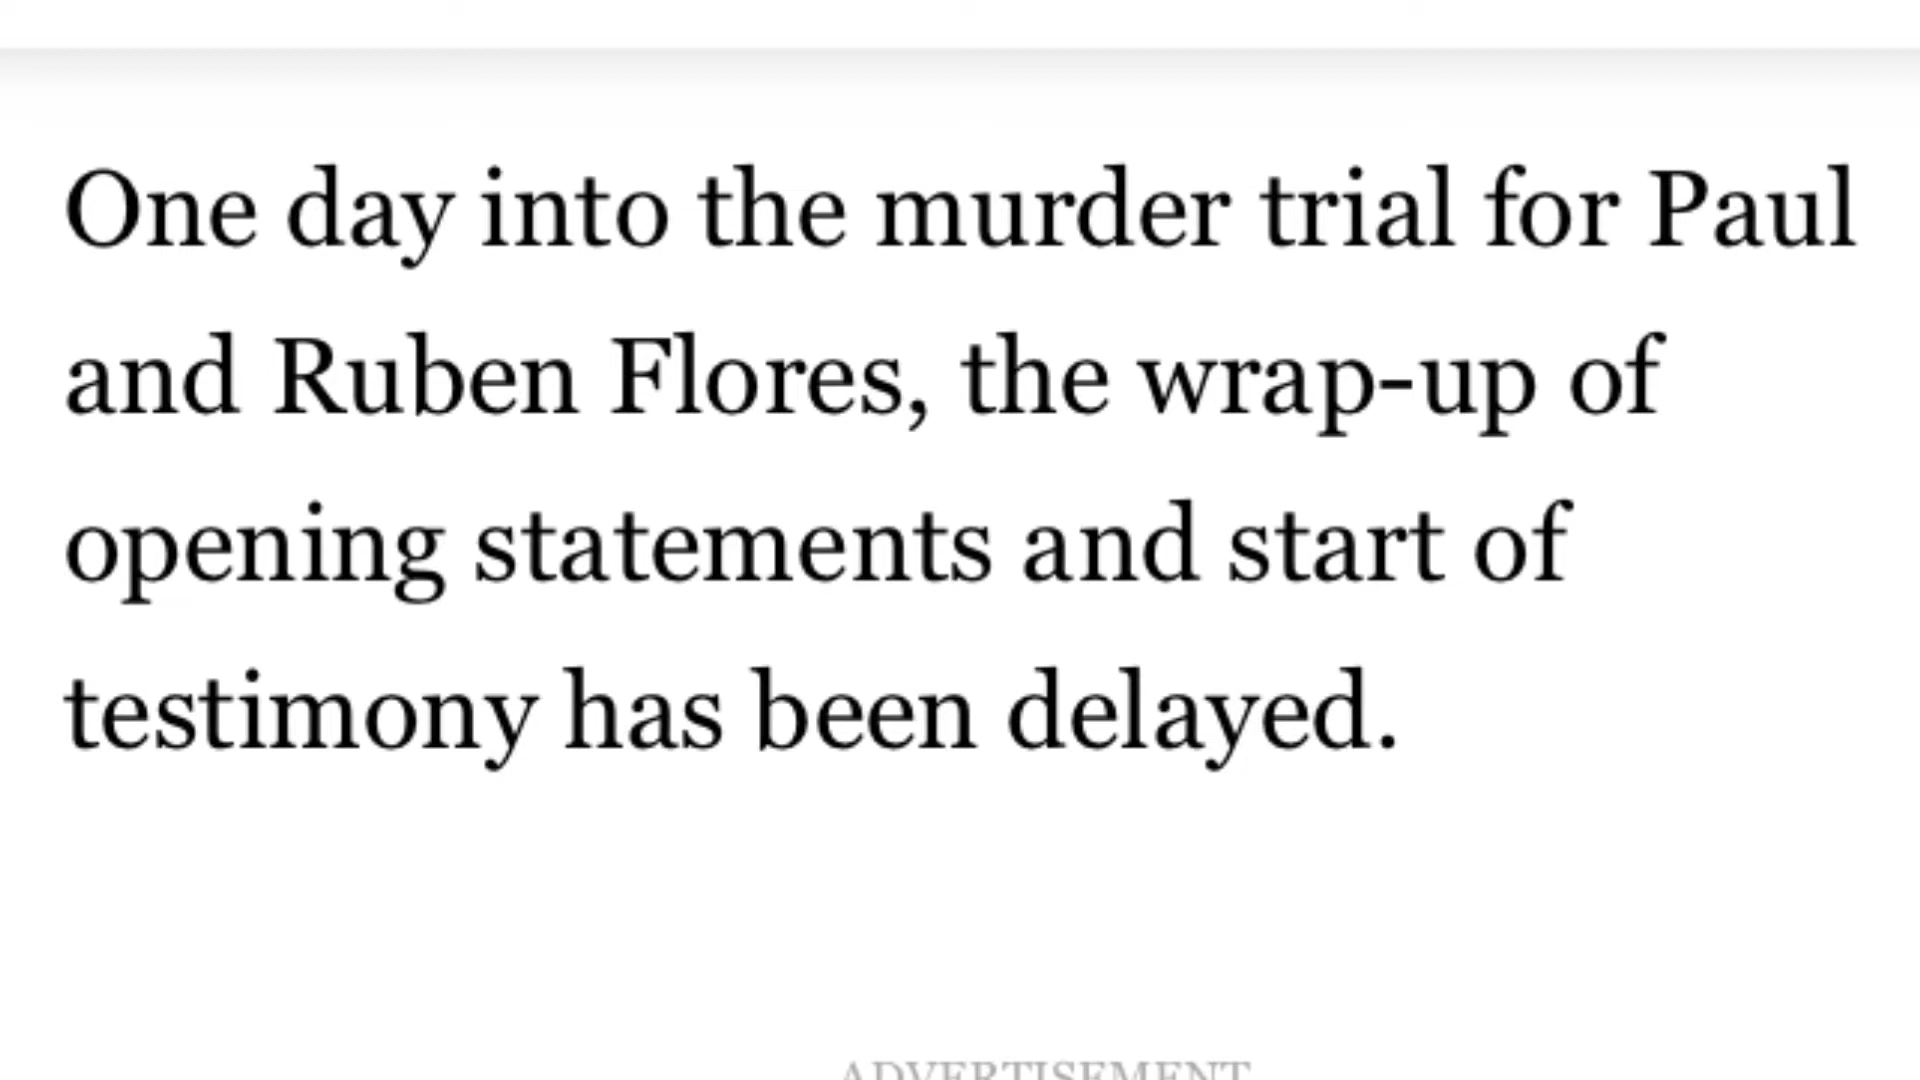 One day into the murder trial for Paul
and Ruben Flores, the wrap-up of
opening statements and start of
testimony has been delayed.
ADVERTISEMENT